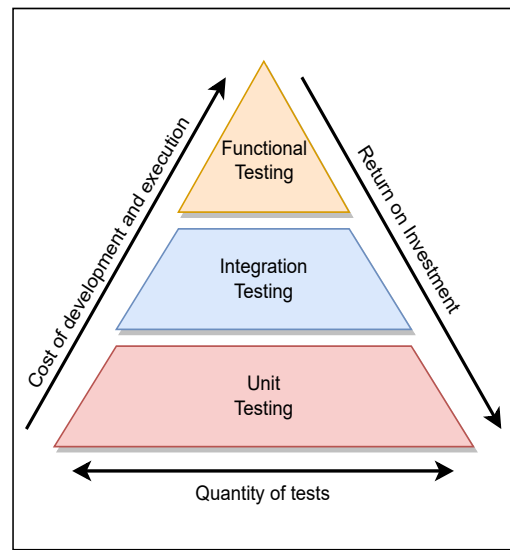 Functional
Testing
Cost of development and execution
Return on Investment
Integration
Testing
Unit
Testing
Quantity of tests